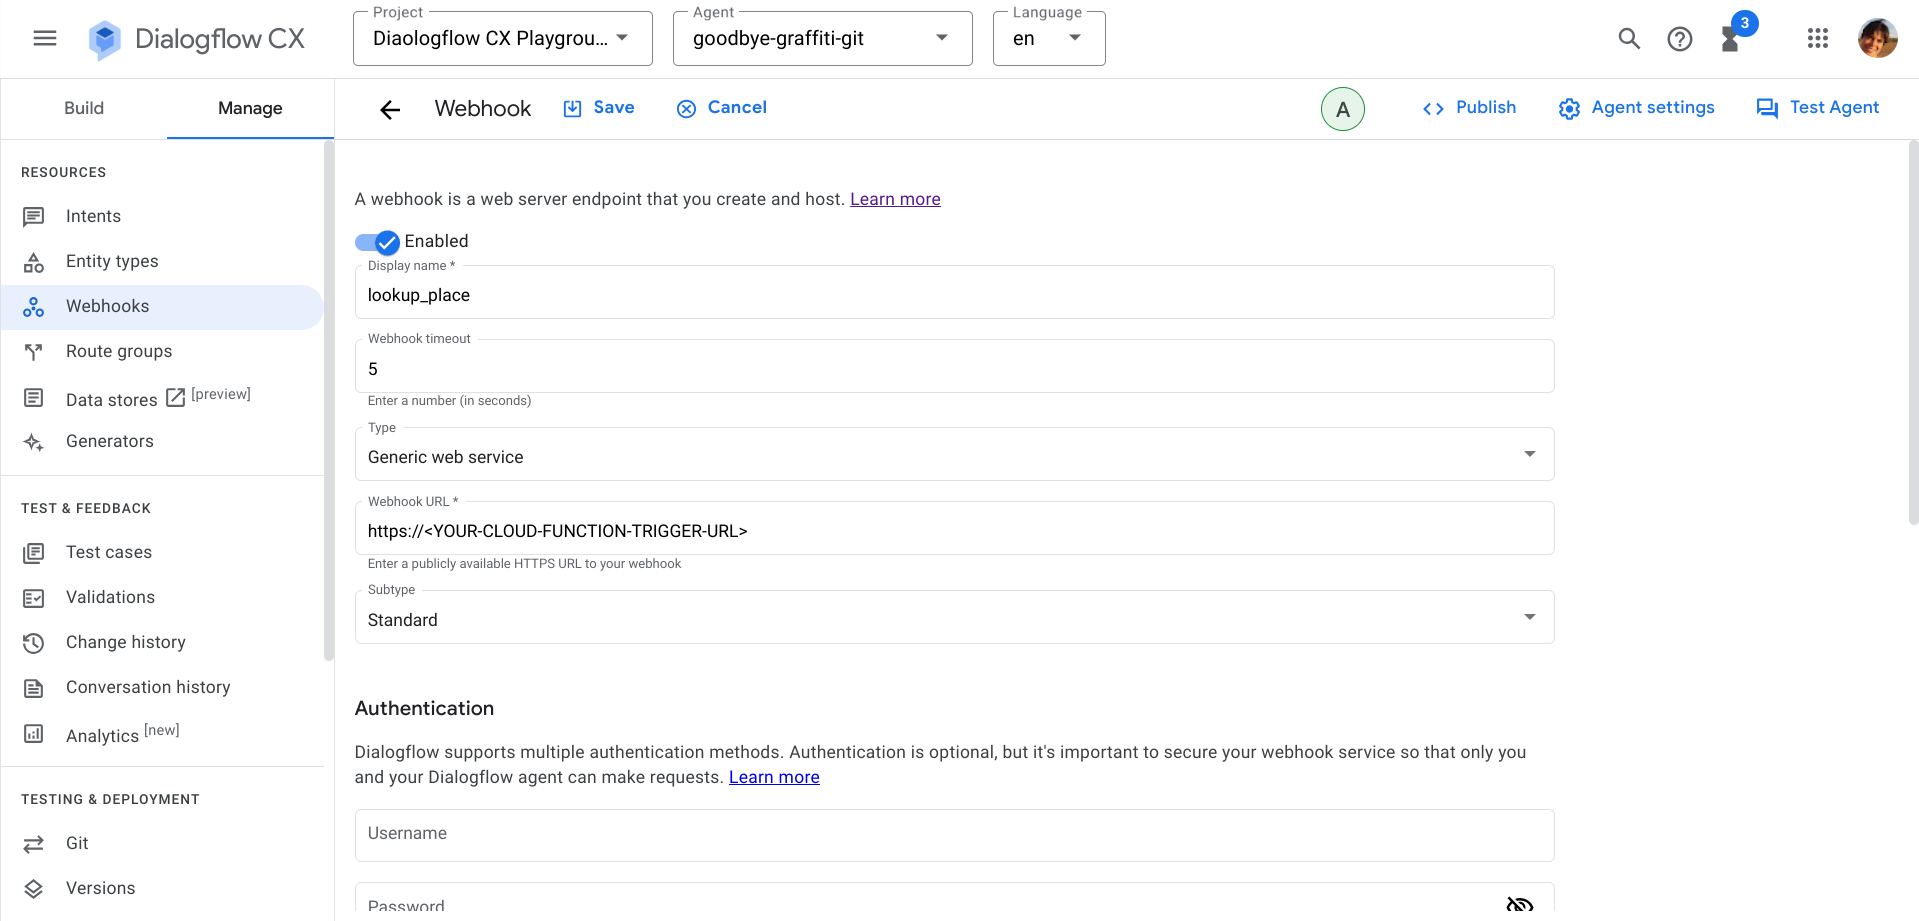 Project
Agent
Language
Dialogflow CX
Diaologflow CX Playgrou...
goodbye-graffiti-git
en
3
Build
Manage
Webhook
Save
Cancel
A
Publish
Agent settings
Test Agent
RESOURCES
Intents
Entity types
Webhooks
Route groups
Data stores [preview]
Generators
TEST & FEEDBACK
Test cases
Validations
Change history
Conversation history
Analytics [new]
TESTING & DEPLOYMENT
Git
Versions
A webhook is a web server endpoint that you create and host. Learn more
Enabled
Display name *
lookup_place
Webhook timeout
5
Enter a number (in seconds)
Type
Generic web service
Webhook URL *
https://<YOUR-CLOUD-FUNCTION-TRIGGER-URL>
Enter a publicly available HTTPS URL to your webhook
Subtype
Standard
Authentication
Dialogflow supports multiple authentication methods. Authentication is optional, but it's important to secure your webhook service so that only you
and your Dialogflow agent can make requests. Learn more
Username
Password